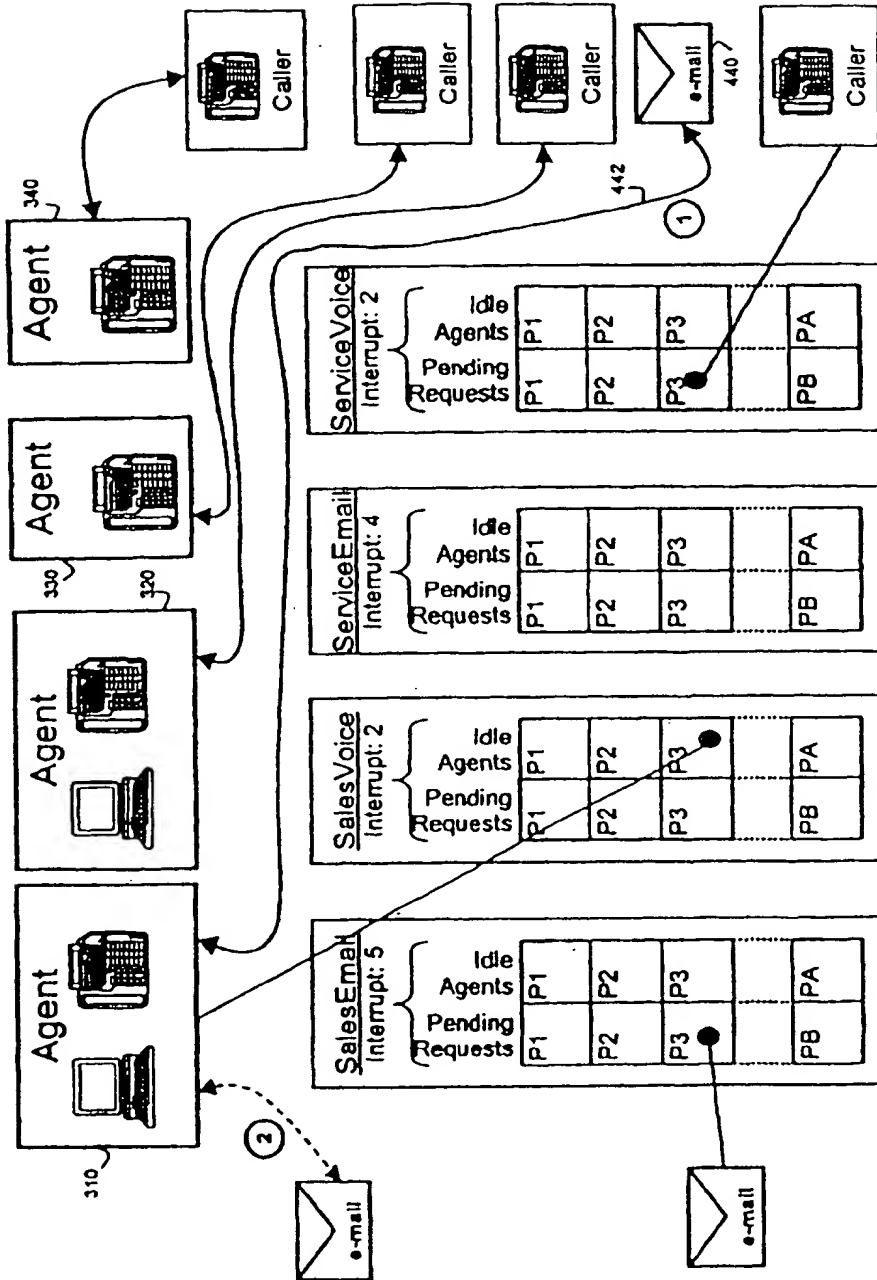 Agent
310
Agent
320
Agent
330
Agent
340
Caller
Caller
Caller
e-mail
440
Caller
442
1
2
e-mail
e-mail
SalesEmail
Interrupt: 5
Pending Requests
Idle Agents
P1 P1
P2 P2
P3 P3
PB PA
SalesVoice
Interrupt: 2
Pending Requests
Idle Agents
P1 P1
P2 P2
P3 P3
PB PA
ServiceEmail
Interrupt: 4
Pending Requests
Idle Agents
P1 P1
P2 P2
P3 P3
PB PA
ServiceVoice
Interrupt: 2
Pending Requests
Idle Agents
P1 P1
P2 P2
P3 P3
PB PA